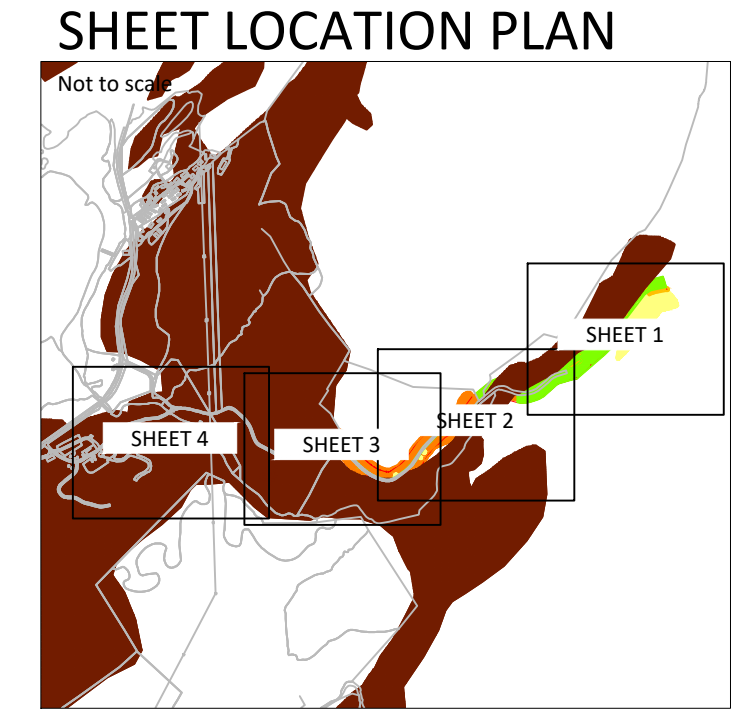 SHEET LOCATION PLAN
Not to scale
SHEET 1
SHEET 2
SHEET 3
SHEET 4